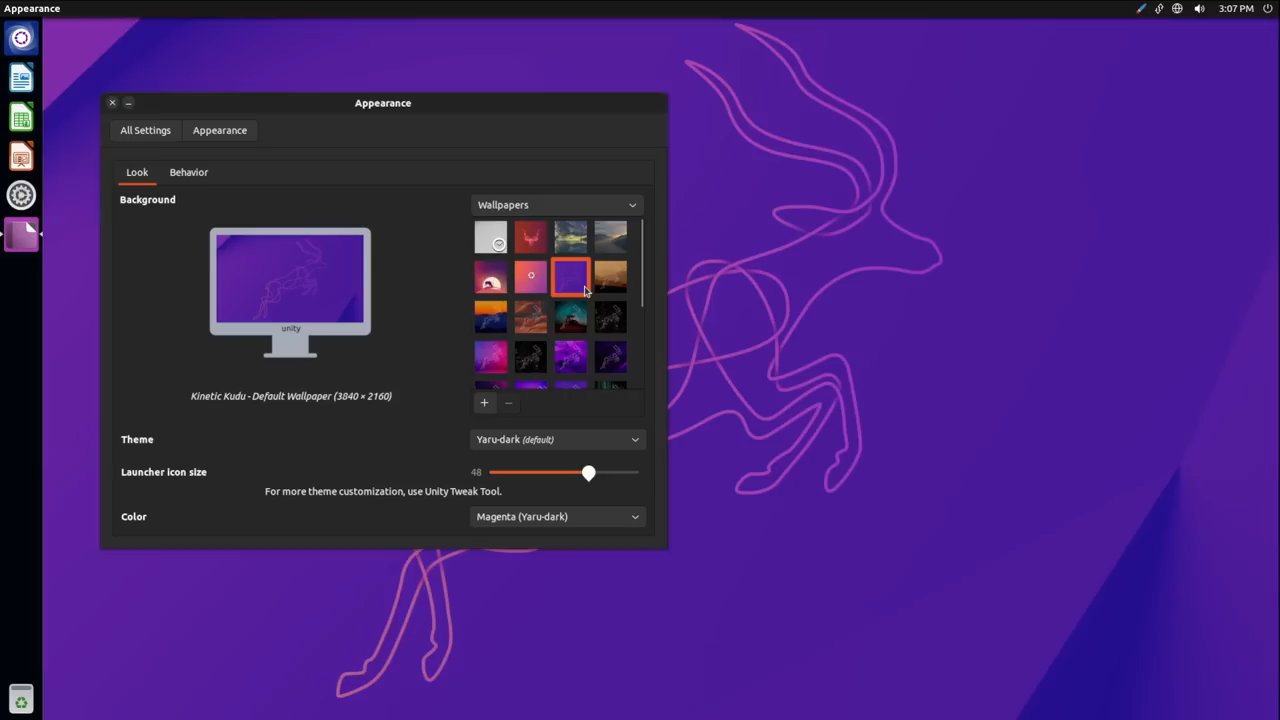 Appearance
3:07 PM
Appearance
All Settings
Appearance
Look
Behavior
Background
Wallpapers
unity
Kinetic Kudu - Default Wallpaper (3840 × 2160)
Theme
Yaru-dark (default)
Launcher icon size
48
For more theme customization, use Unity Tweak Tool.
Color
Magenta (Yaru-dark)